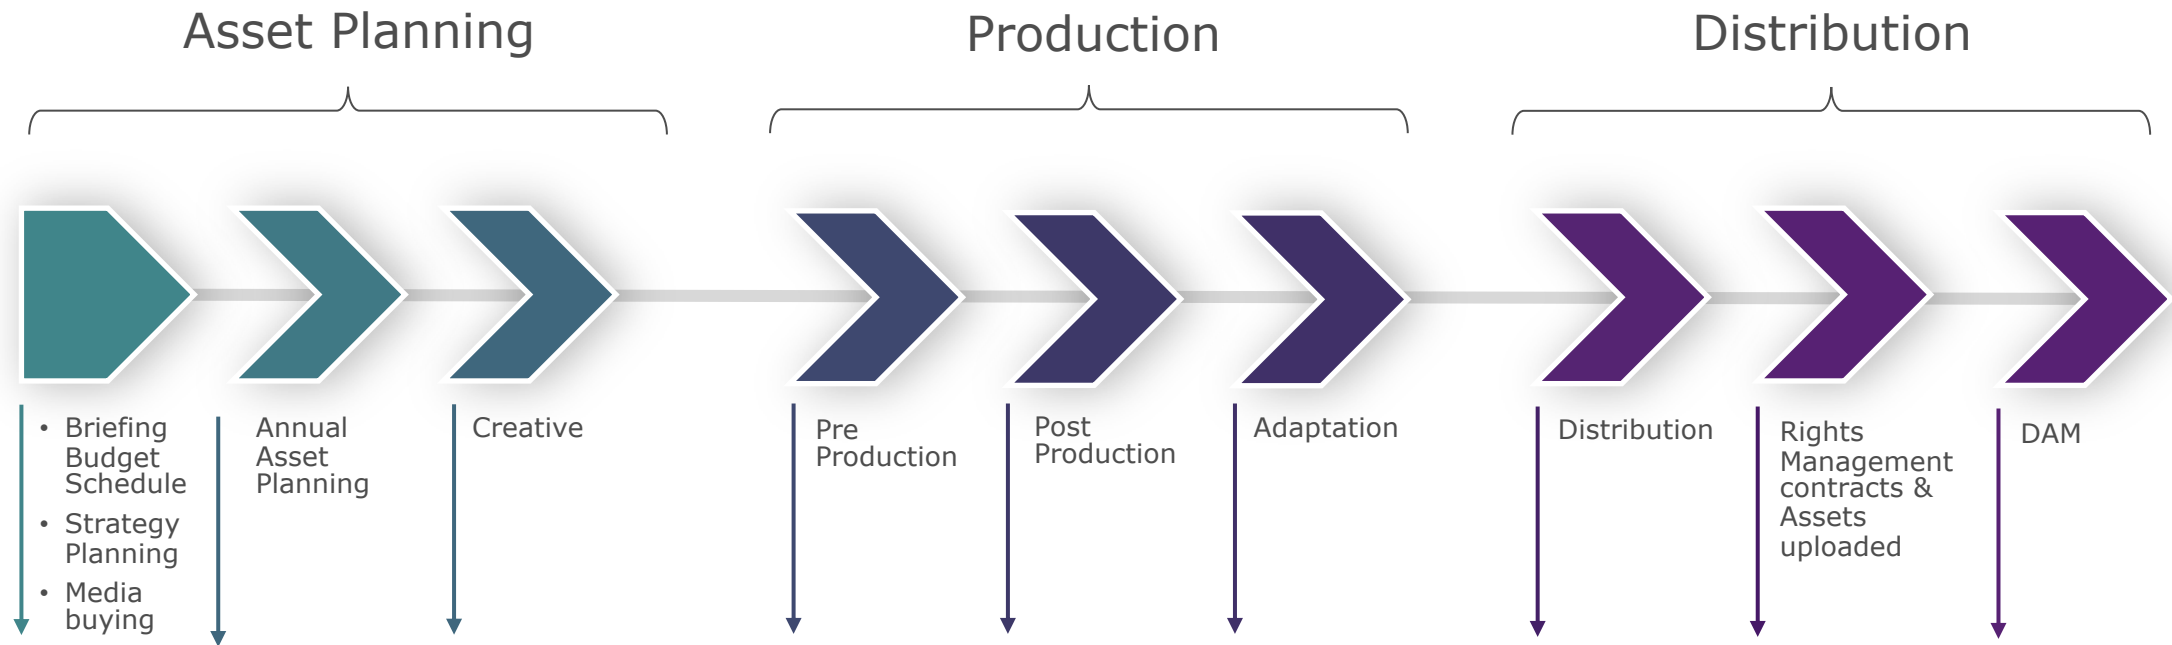 Asset Planning
Production
Distribution
• Briefing
Budget
Schedule
• Strategy
Planning
• Media
buying
Annual
Asset
Planning
Creative
Pre
Production
Post
Production
Adaptation
Distribution
Rights
Management
contracts &
Assets
uploaded
DAM